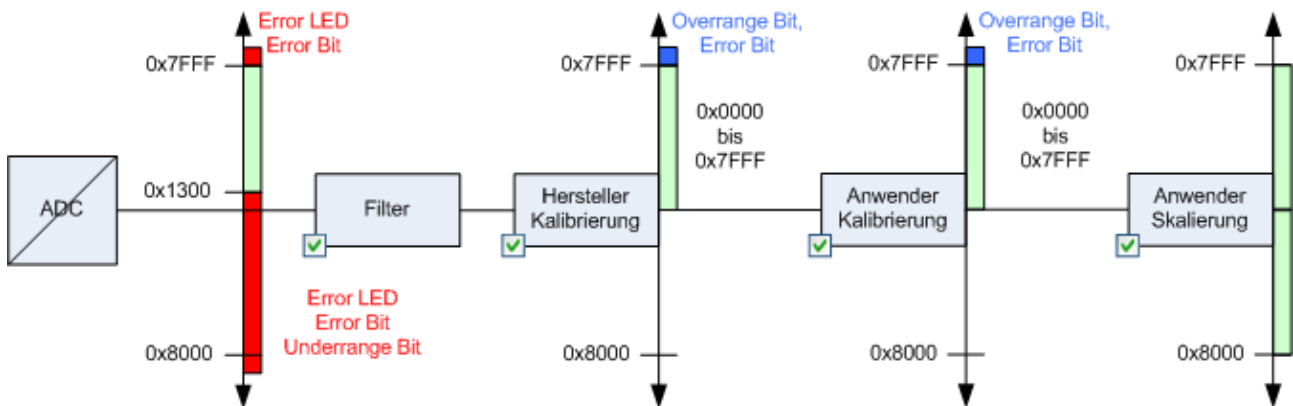 Error LED
Error Bit
0x7FFF
0x1300
0x8000
ADC
Error LED
Error Bit
Underrange Bit
Filter
Hersteller
Kalibrierung
Overrange Bit,
Error Bit
0x7FFF
0x0000
bis
0x7FFF
0x8000
Anwender
Kalibrierung
Overrange Bit,
Error Bit
0x7FFF
0x0000
bis
0x7FFF
0x8000
Anwender
Skalierung
0x7FFF
0x8000